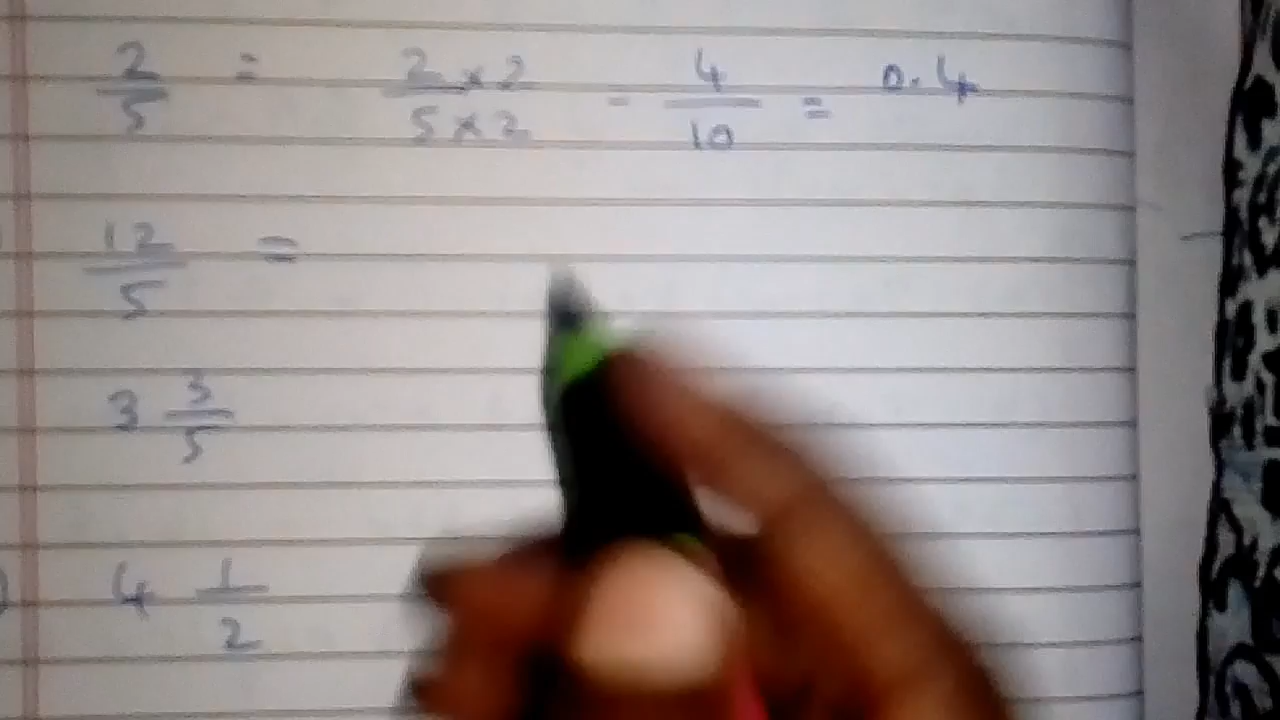 2/5 = 2 x 2 / 5 x 2 = 4/10 = 0.4
12/5 =
3 3/5
4 1/2